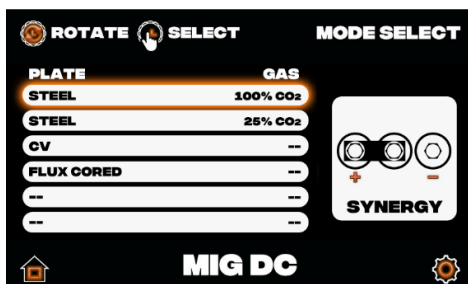 ROTATE SELECT MODE SELECT
PLATE GAS
STEEL 100% CO2
STEEL 25% CO2
CV --
FLUX CORED --
-- --
-- --
+ -
SYNERGY
MIG DC